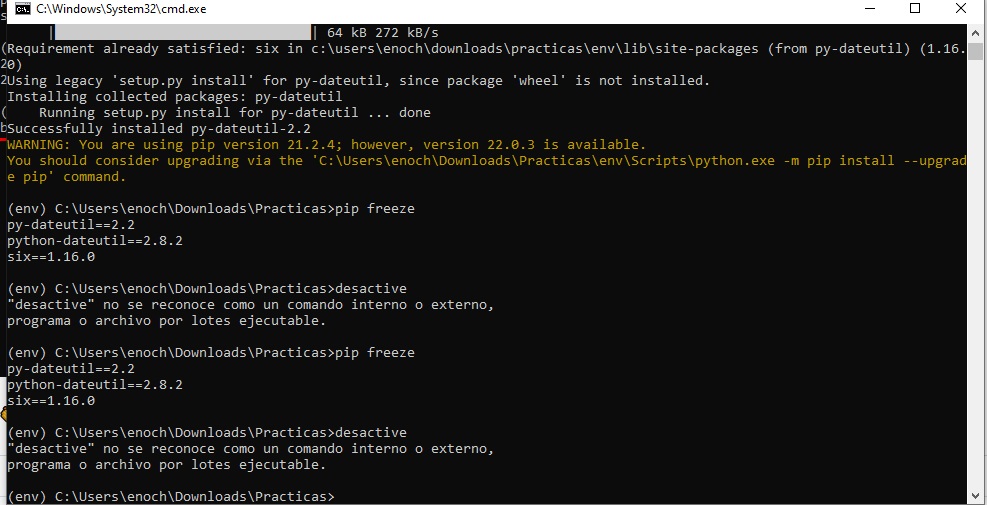 C:\Windows\System32\cmd.exe
| 64 kB 272 kB/s
Requirement already satisfied: six in c:\users\enoch\downloads\practicas\env\lib\site-packages (from py-dateutil) (1.16.
0)
Using legacy 'setup.py install' for py-dateutil, since package 'wheel' is not installed.
Installing collected packages: py-dateutil
Running setup.py install for py-dateutil ... done
Successfully installed py-dateutil-2.2
WARNING: You are using pip version 21.2.4; however, version 22.0.3 is available.
You should consider upgrading via the 'C:\Users\enoch\Downloads\Practicas\env\Scripts\python.exe -m pip install --upgrad
e pip' command.
(env) C:\Users\enoch\Downloads\Practicas>pip freeze
py-dateutil==2.2
python-dateutil==2.8.2
six==1.16.0
(env) C:\Users\enoch\Downloads\Practicas>desactive
"desactive" no se reconoce como un comando interno o externo,
programa o archivo por lotes ejecutable.
(env) C:\Users\enoch\Downloads\Practicas>pip freeze
py-dateutil==2.2
python-dateutil==2.8.2
six==1.16.0
(env) C:\Users\enoch\Downloads\Practicas>desactive
"desactive" no se reconoce como un comando interno o externo,
programa o archivo por lotes ejecutable.
(env) C:\Users\enoch\Downloads\Practicas>